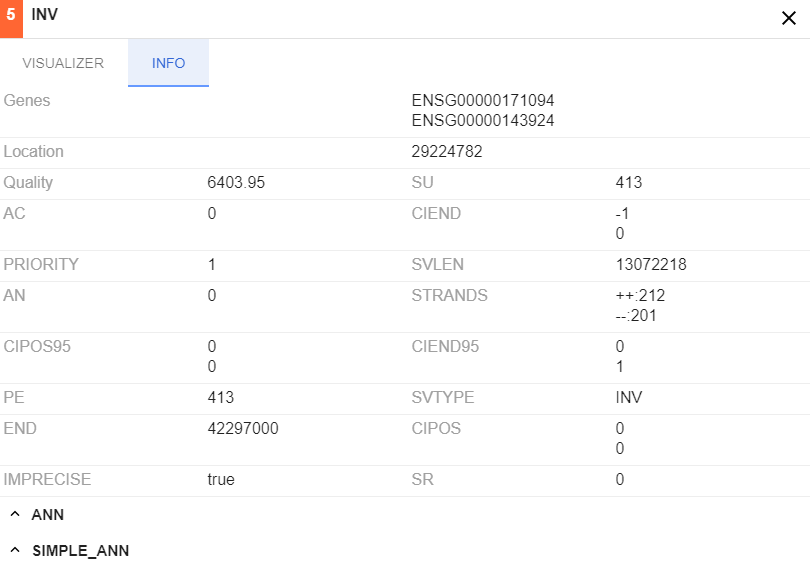 5 INV
VISUALIZER INFO
Genes ENSG00000171094
ENSG00000143924
Location 29224782
Quality 6403.95 SU 413
AC 0 CIEND -1
0
PRIORITY 1 SVLEN 13072218
AN 0 STRANDS ++:212
--:201
CIPOS95 0 CIEND95 0
0 1
PE 413 SVTYPE INV
END 42297000 CIPOS 0
0
IMPRECISE true SR 0
ANN
SIMPLE_ANN